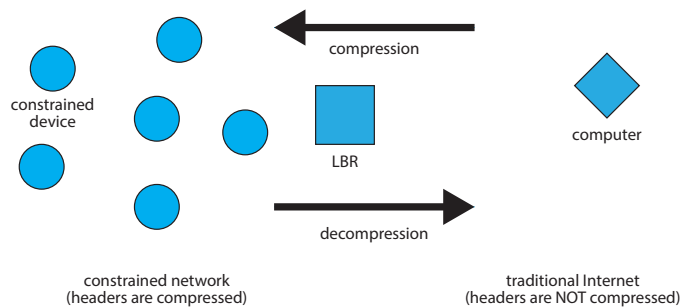 compression
constrained
device
computer
LBR
decompression
constrained network
(headers are compressed)
traditional Internet
(headers are NOT compressed)